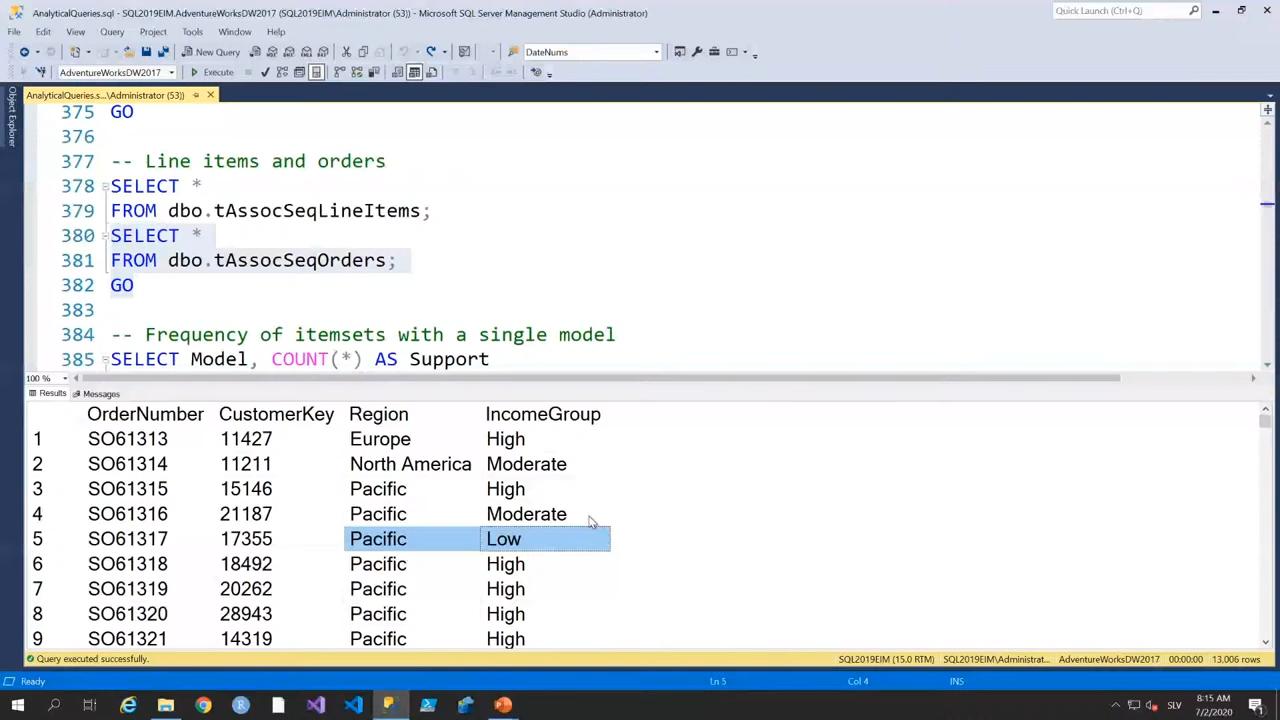 AnalyticalQueries.sql - SQL2019EIM.AdventureWorksDW2017 (SQL2019EIM\Administrator (53)) - Microsoft SQL Server Management Studio (Administrator)
Quick Launch (Ctrl+Q)
File Edit View Query Project Tools Window Help
New Query
DateNums
AdventureWorksDW2017
Execute
Object Explorer
AnalyticalQueries.s...\Administrator (53))
375 GO
376
377 -- Line items and orders
378 SELECT *
379 FROM dbo.tAssocSeqLineItems;
380 SELECT *
381 FROM dbo.tAssocSeqOrders;
382 GO
383
384 -- Frequency of itemsets with a single model
385 SELECT Model, COUNT(*) AS Support
100 %
Results Messages
OrderNumber CustomerKey Region IncomeGroup
1 SO61313 11427 Europe High
2 SO61314 11211 North America Moderate
3 SO61315 15146 Pacific High
4 SO61316 21187 Pacific Moderate
5 SO61317 17355 Pacific Low
6 SO61318 18492 Pacific High
7 SO61319 20262 Pacific High
8 SO61320 28943 Pacific High
9 SO61321 14319 Pacific High
Query executed successfully. SQL2019EIM (15.0 RTM) SQL2019EIM\Administrat... AdventureWorksDW2017 00:00:00 13,006 rows
Ready Ln 5 Col 4 INS
SLV
8:15 AM
7/2/2020